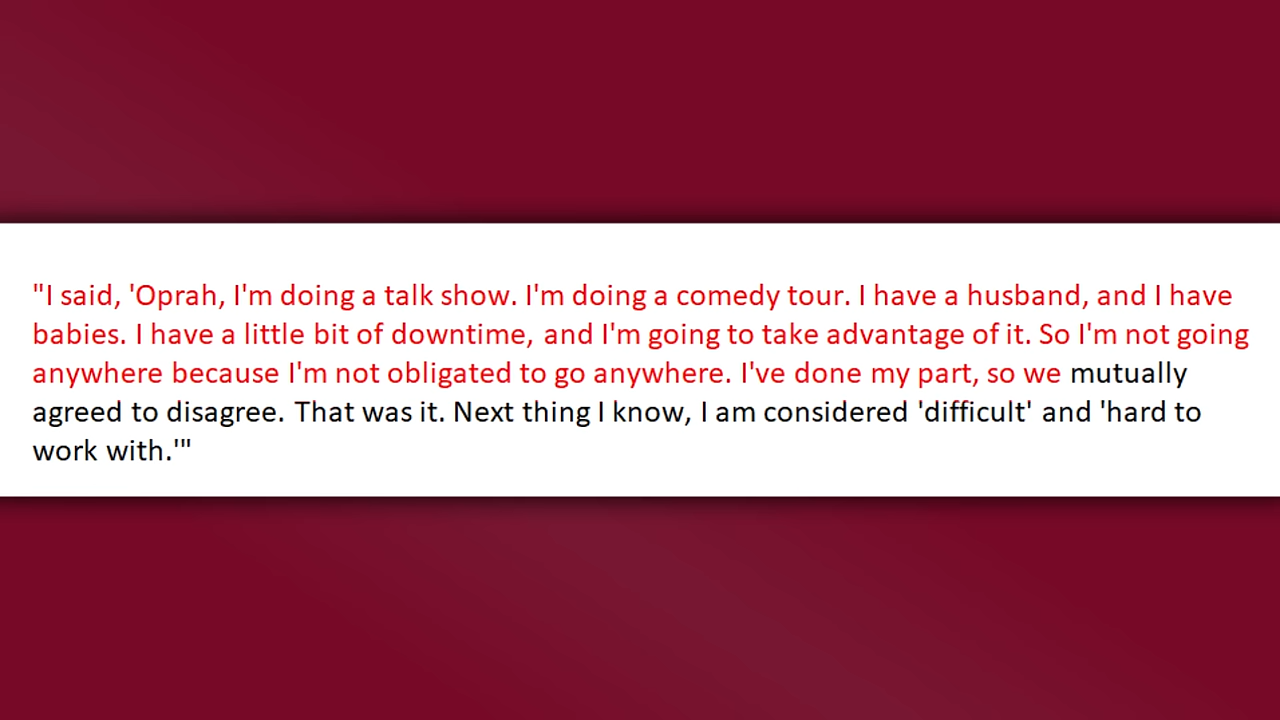 "I said, 'Oprah, I'm doing a talk show. I'm doing a comedy tour. I have a husband, and I have
babies. I have a little bit of downtime, and I'm going to take advantage of it. So I'm not going
anywhere because I'm not obligated to go anywhere. I've done my part, so we mutually
agreed to disagree. That was it. Next thing I know, I am considered 'difficult' and 'hard to
work with.'"